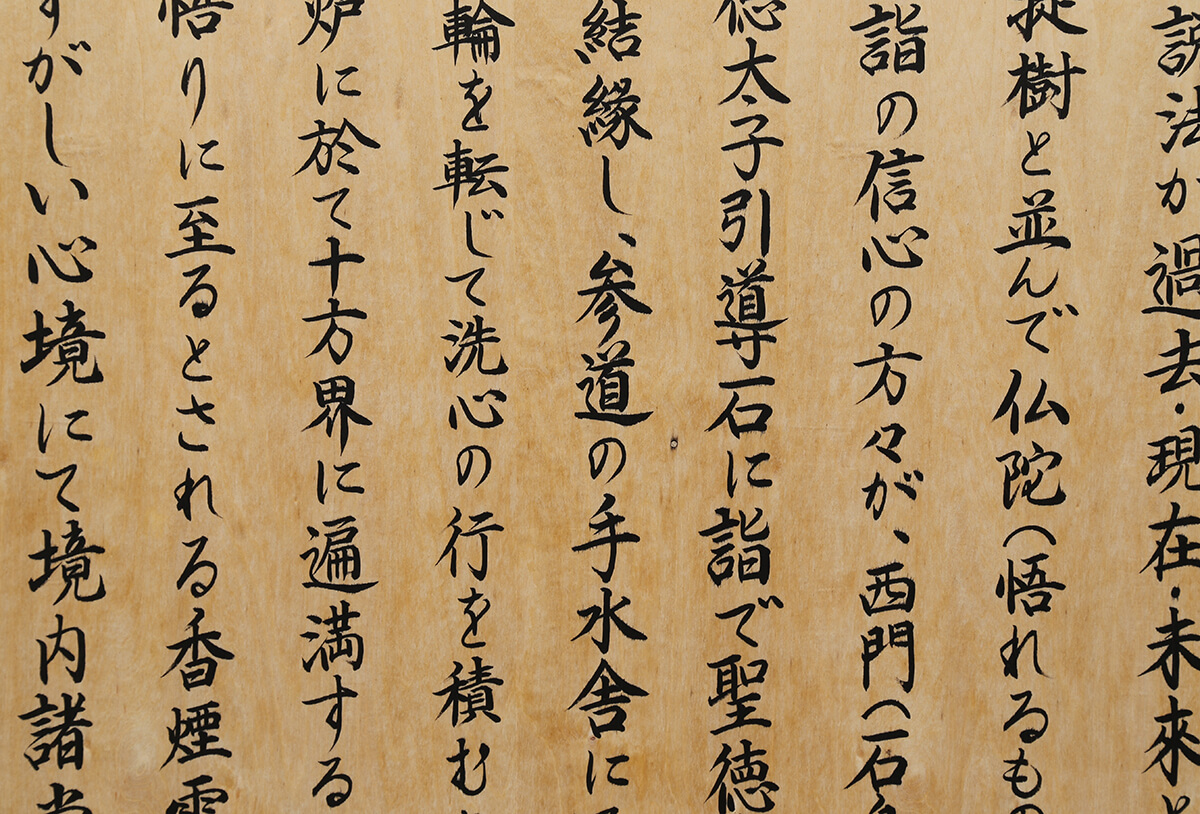 説法が過去・現在・未來と
提樹と並んで仏陀（悟れるもの
詣の信心の方々が、西門（石
徳太子引導石に詣で聖徳
結縁し、参道の手水舎に
輪を転じて洗心の行を積む
炉に於て十方界に遍満する
悟りに至るとされる香煙雲
すがしい心境にて境内諸堂